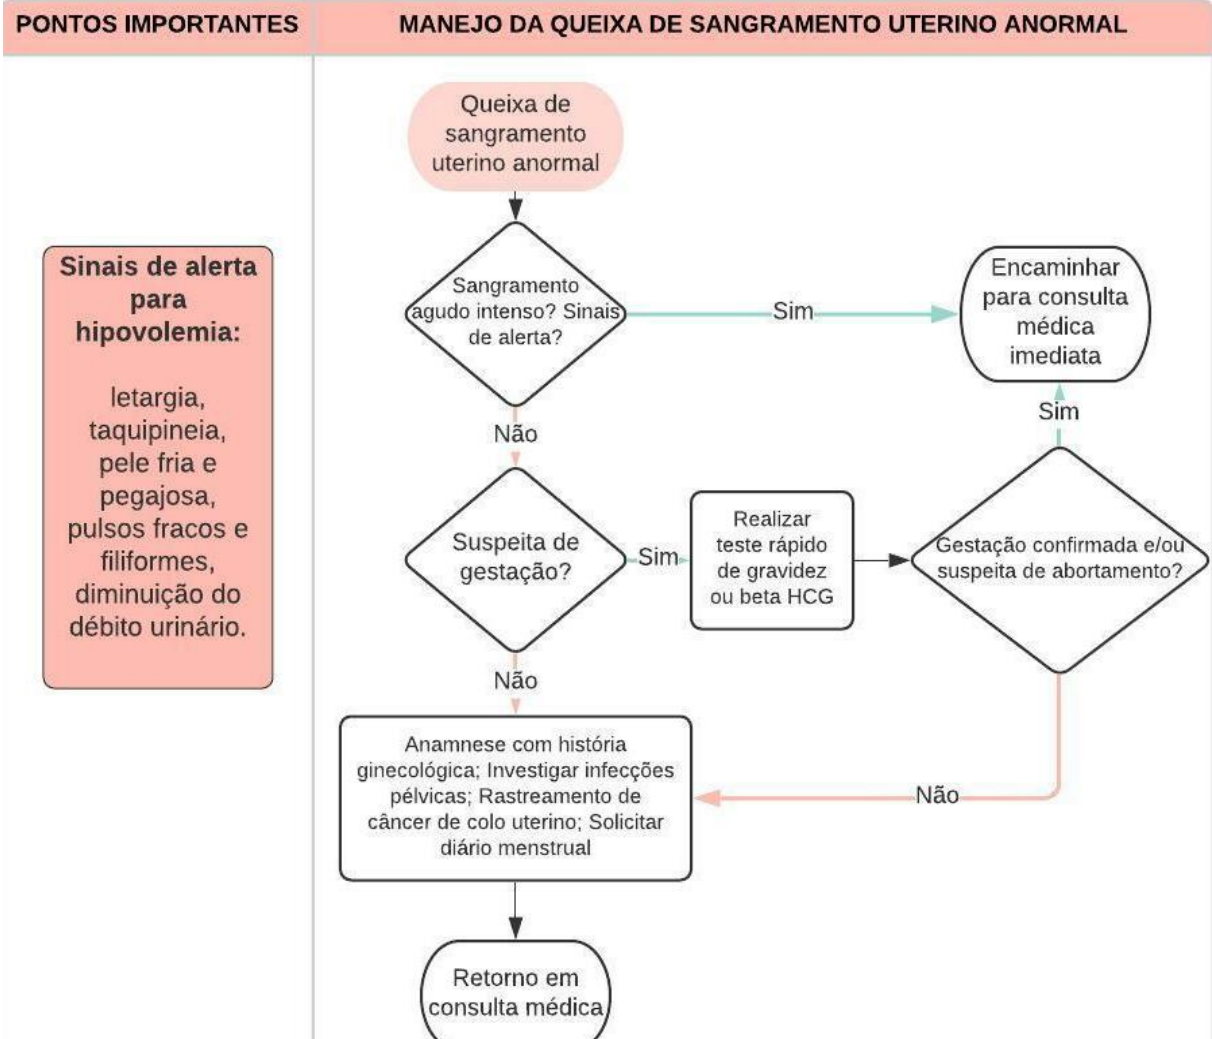 PONTOS IMPORTANTES
MANEJO DA QUEIXA DE SANGRAMENTO UTERINO ANORMAL
Sinais de alerta
para
hipovolemia:
letargia,
taquipineia,
pele fria e
pegajosa,
pulsos fracos e
filiformes,
diminuição do
débito urinário.
Queixa de
sangramento
uterino anormal
Sangramento
agudo intenso? Sinais
de alerta?
Sim
Encaminhar
para consulta
médica
imediata
Não
Suspeita de
gestação?
Sim
Realizar
teste rápido
de gravidez
ou beta HCG
Gestação confirmada e/ou
suspeita de abortamento?
Sim
Não
Não
Anamnese com história
ginecológica; Investigar infecções
pélvicas; Rastreamento de
câncer de colo uterino; Solicitar
diário menstrual
Retorno em
consulta médica